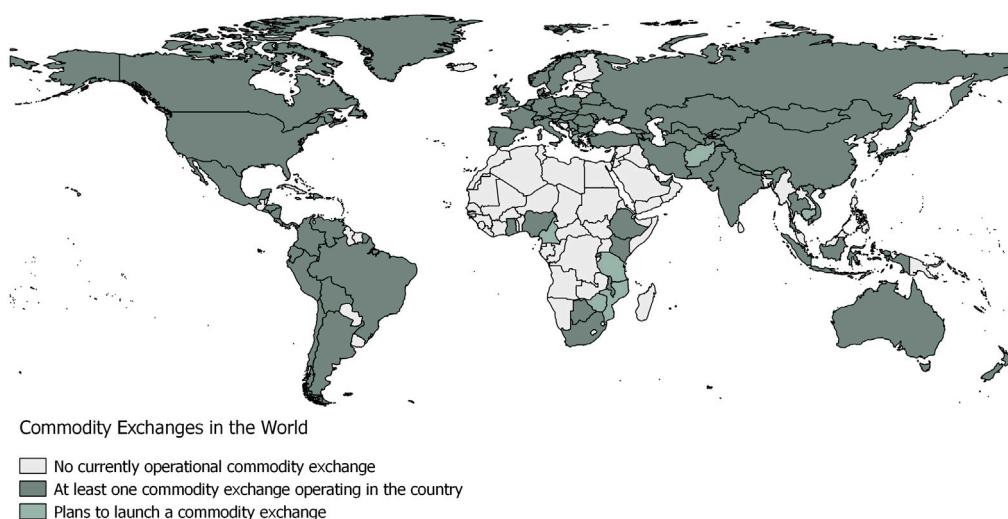 Commodity Exchanges in the World
No currently operational commodity exchange
At least one commodity exchange operating in the country
Plans to launch a commodity exchange